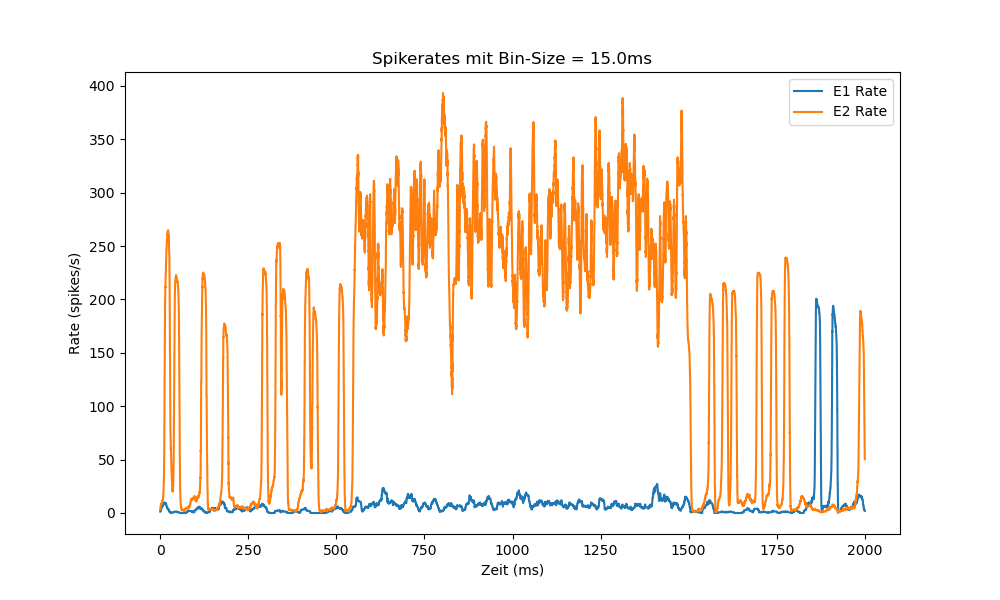 Spikerates mit Bin-Size = 15.0ms
E1 Rate
E2 Rate
Rate (spikes/s)
400
350
300
250
200
150
100
50
0
0 250 500 750 1000 1250 1500 1750 2000
Zeit (ms)